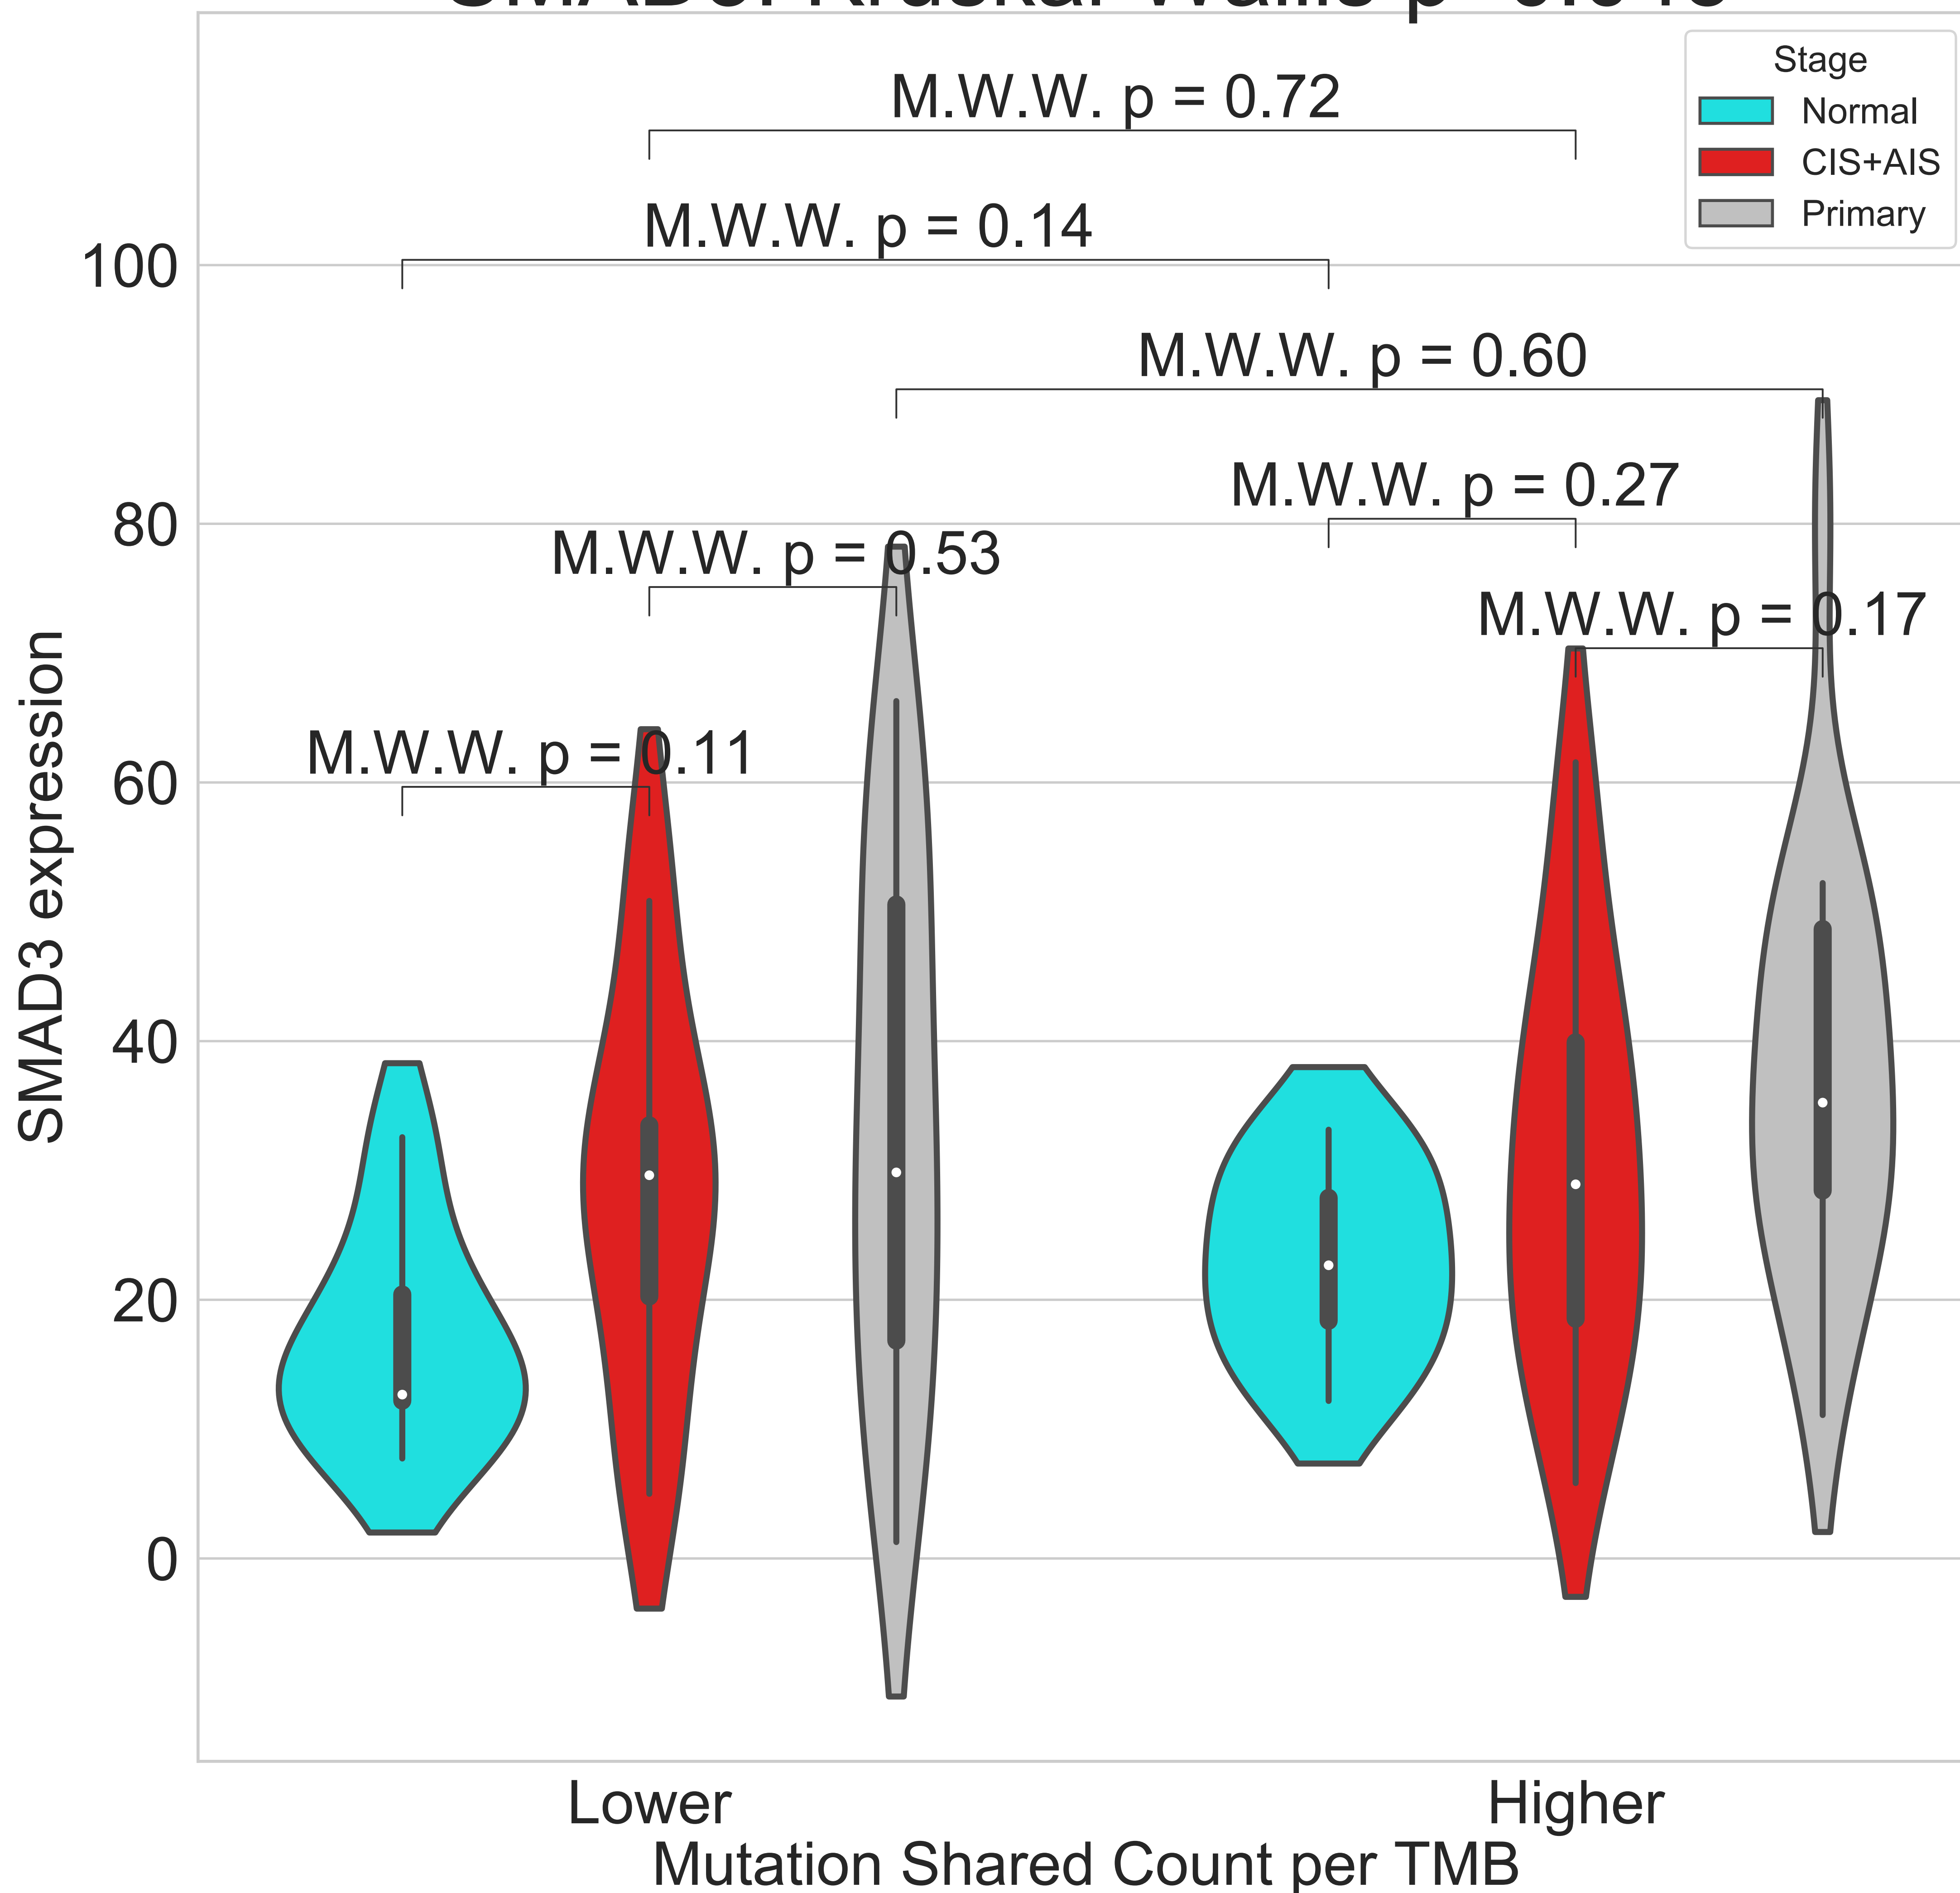 Stage
Normal
CIS+AIS
Primary
M.W.W. p = 0.72
M.W.W. p = 0.14
M.W.W. p = 0.60
M.W.W. p = 0.27
M.W.W. p = 0.53
M.W.W. p = 0.17
M.W.W. p = 0.11
100
80
60
40
20
0
SMAD3 expression
Lower
Higher
Mutation Shared Count per TMB